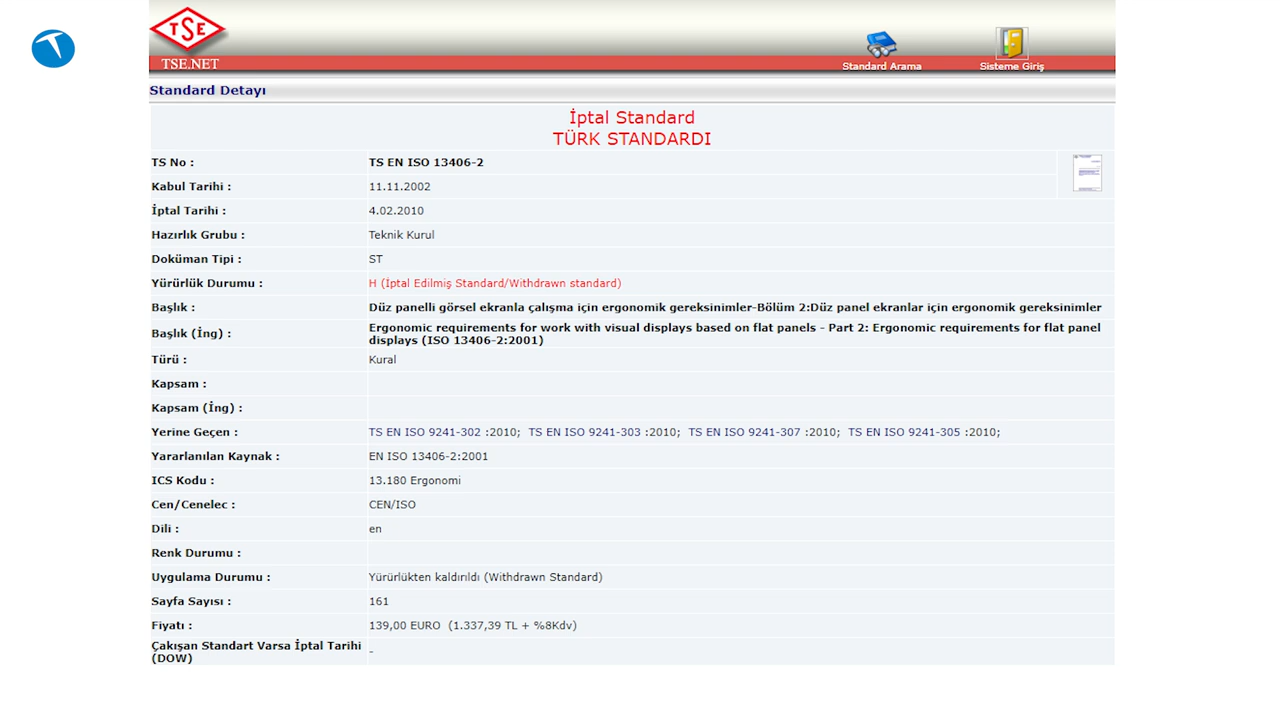 TSE
TSE.NET
Standard Arama
Sisteme Giriş
Standard Detayı
İptal Standard
TÜRK STANDARDI
TS No : TS EN ISO 13406-2
Kabul Tarihi : 11.11.2002
İptal Tarihi : 4.02.2010
Hazırlık Grubu : Teknik Kurul
Doküman Tipi : ST
Yürürlük Durumu : H (İptal Edilmiş Standard/Withdrawn standard)
Başlık : Düz panelli görsel ekranla çalışma için ergonomik gereksinimler-Bölüm 2:Düz panel ekranlar için ergonomik gereksinimler
Başlık (İng) : Ergonomic requirements for work with visual displays based on flat panels - Part 2: Ergonomic requirements for flat panel
displays (ISO 13406-2:2001)
Türü : Kural
Kapsam :
Kapsam (İng) :
Yerine Geçen : TS EN ISO 9241-302 :2010; TS EN ISO 9241-303 :2010; TS EN ISO 9241-307 :2010; TS EN ISO 9241-305 :2010;
Yararlanılan Kaynak : EN ISO 13406-2:2001
ICS Kodu : 13.180 Ergonomi
Cen/Cenelec : CEN/ISO
Dili : en
Renk Durumu :
Uygulama Durumu : Yürürlükten kaldırıldı (Withdrawn Standard)
Sayfa Sayısı : 161
Fiyatı : 139,00 EURO (1.337,39 TL + %8Kdv)
Çakışan Standart Varsa İptal Tarihi
(DOW) -